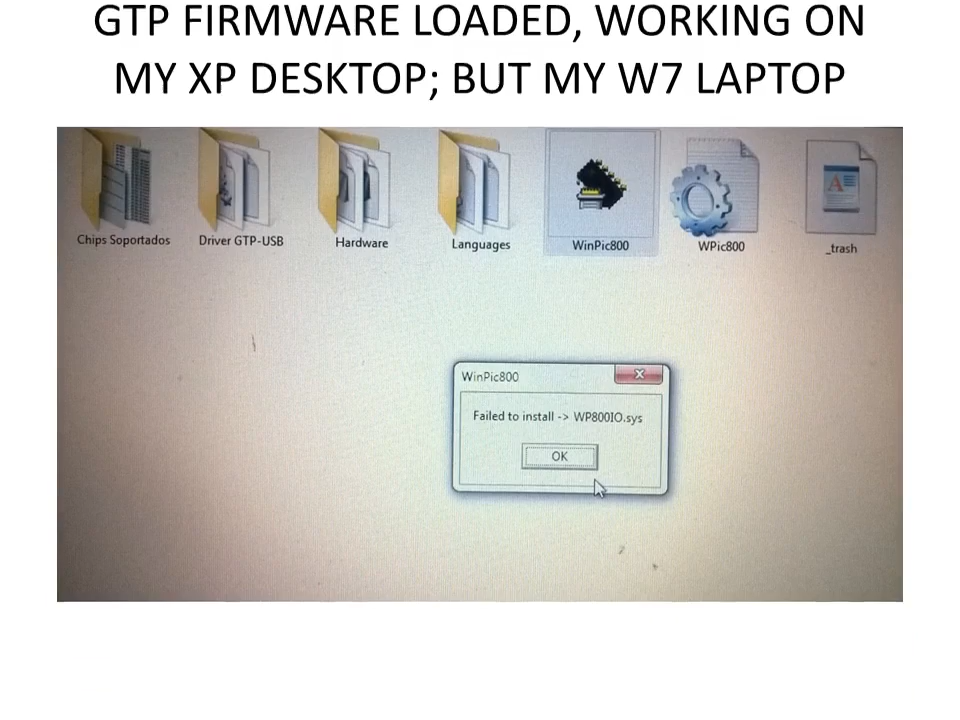 GTP FIRMWARE LOADED, WORKING ON
MY XP DESKTOP; BUT MY W7 LAPTOP
Chips Soportados
Driver GTP-USB
Hardware
Languages
WinPic800
WPic800
_trash
WinPic800
Failed to install -> WP800IO.sys
OK